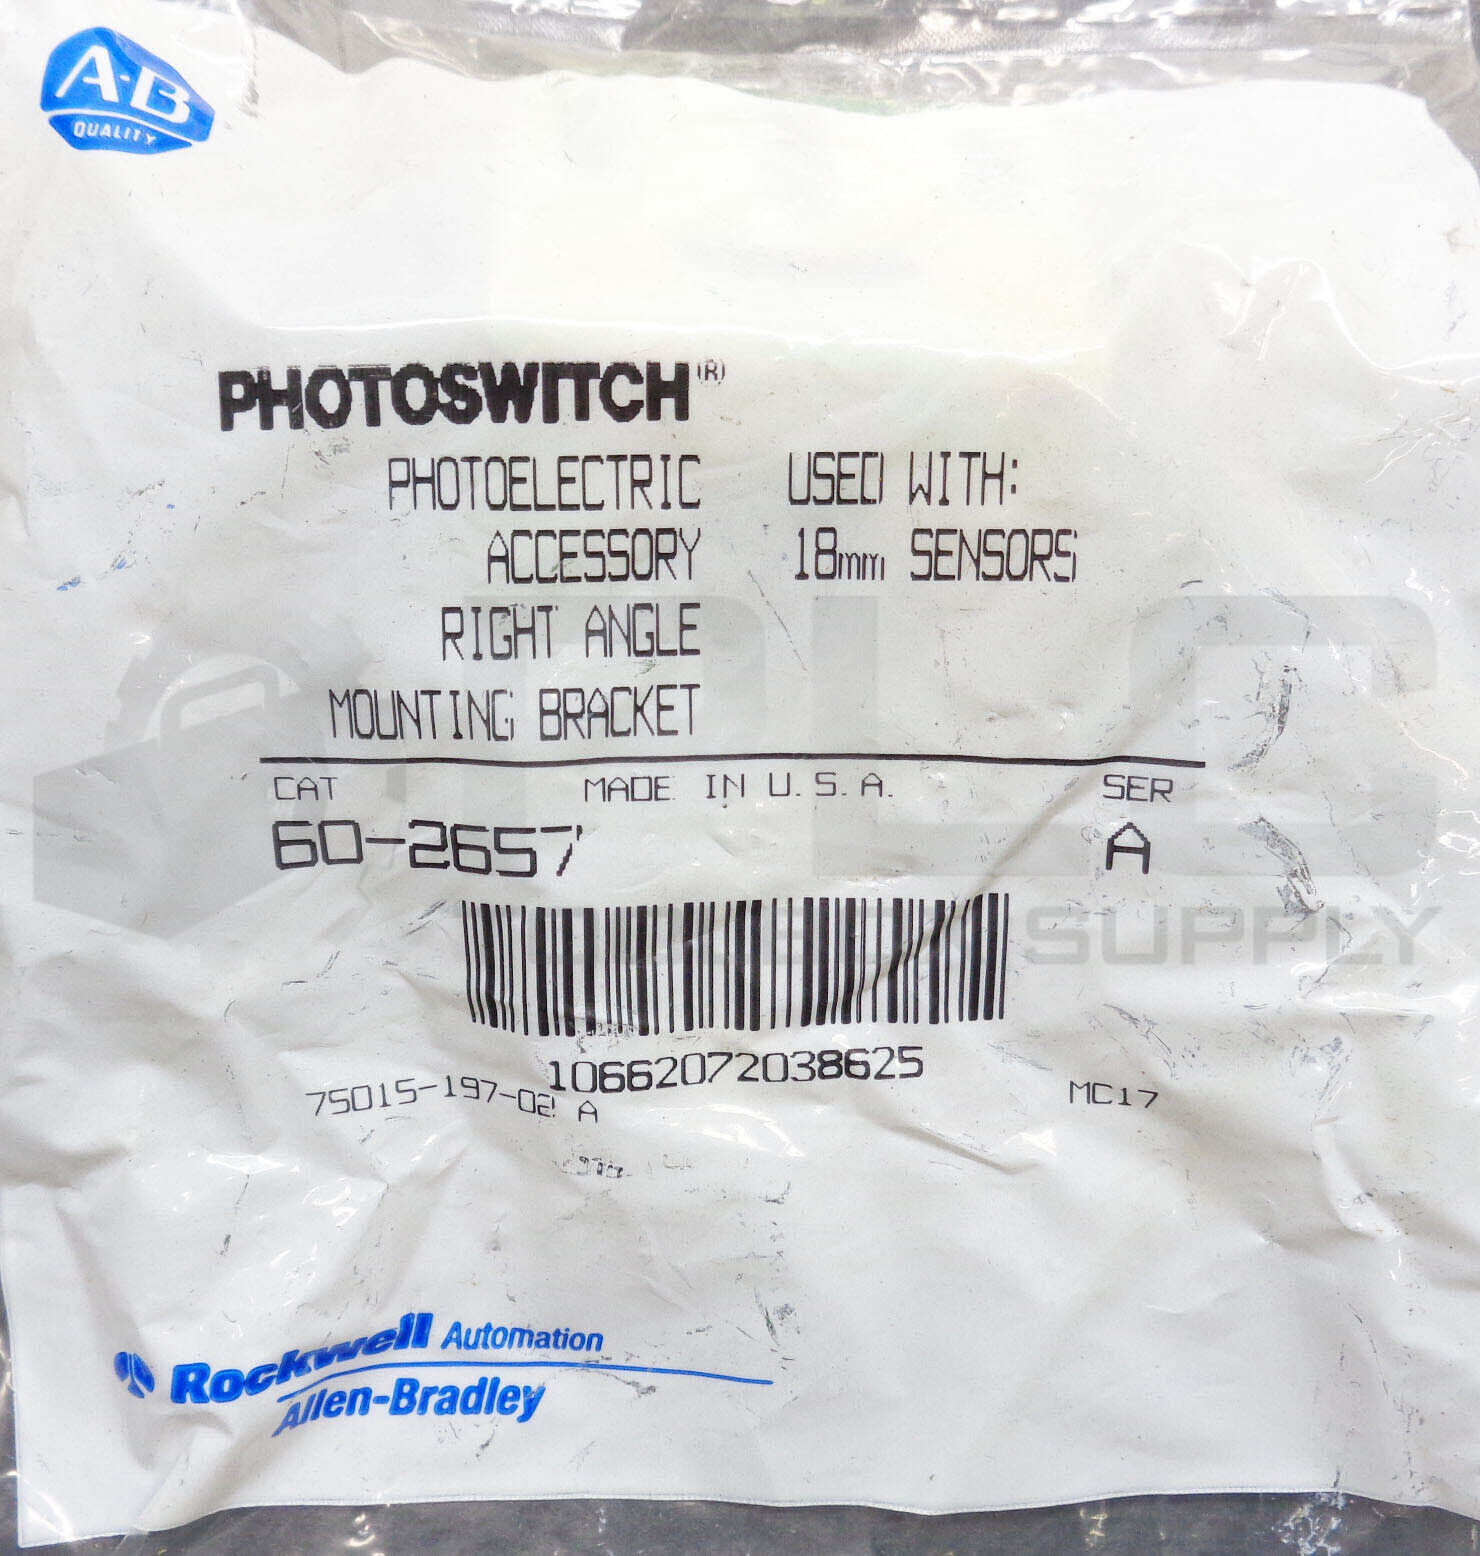 A-B
QUALITY
PHOTOSWITCH®
PHOTOELECTRIC USED WITH:
ACCESSORY 18mm SENSORS
RIGHT ANGLE
MOUNTING BRACKET
CAT MADE IN U.S.A. SER
60-2657 A
10662072038625
75015-197-02 A MC17
PLC
SUPPLY
Rockwell Automation
Allen-Bradley